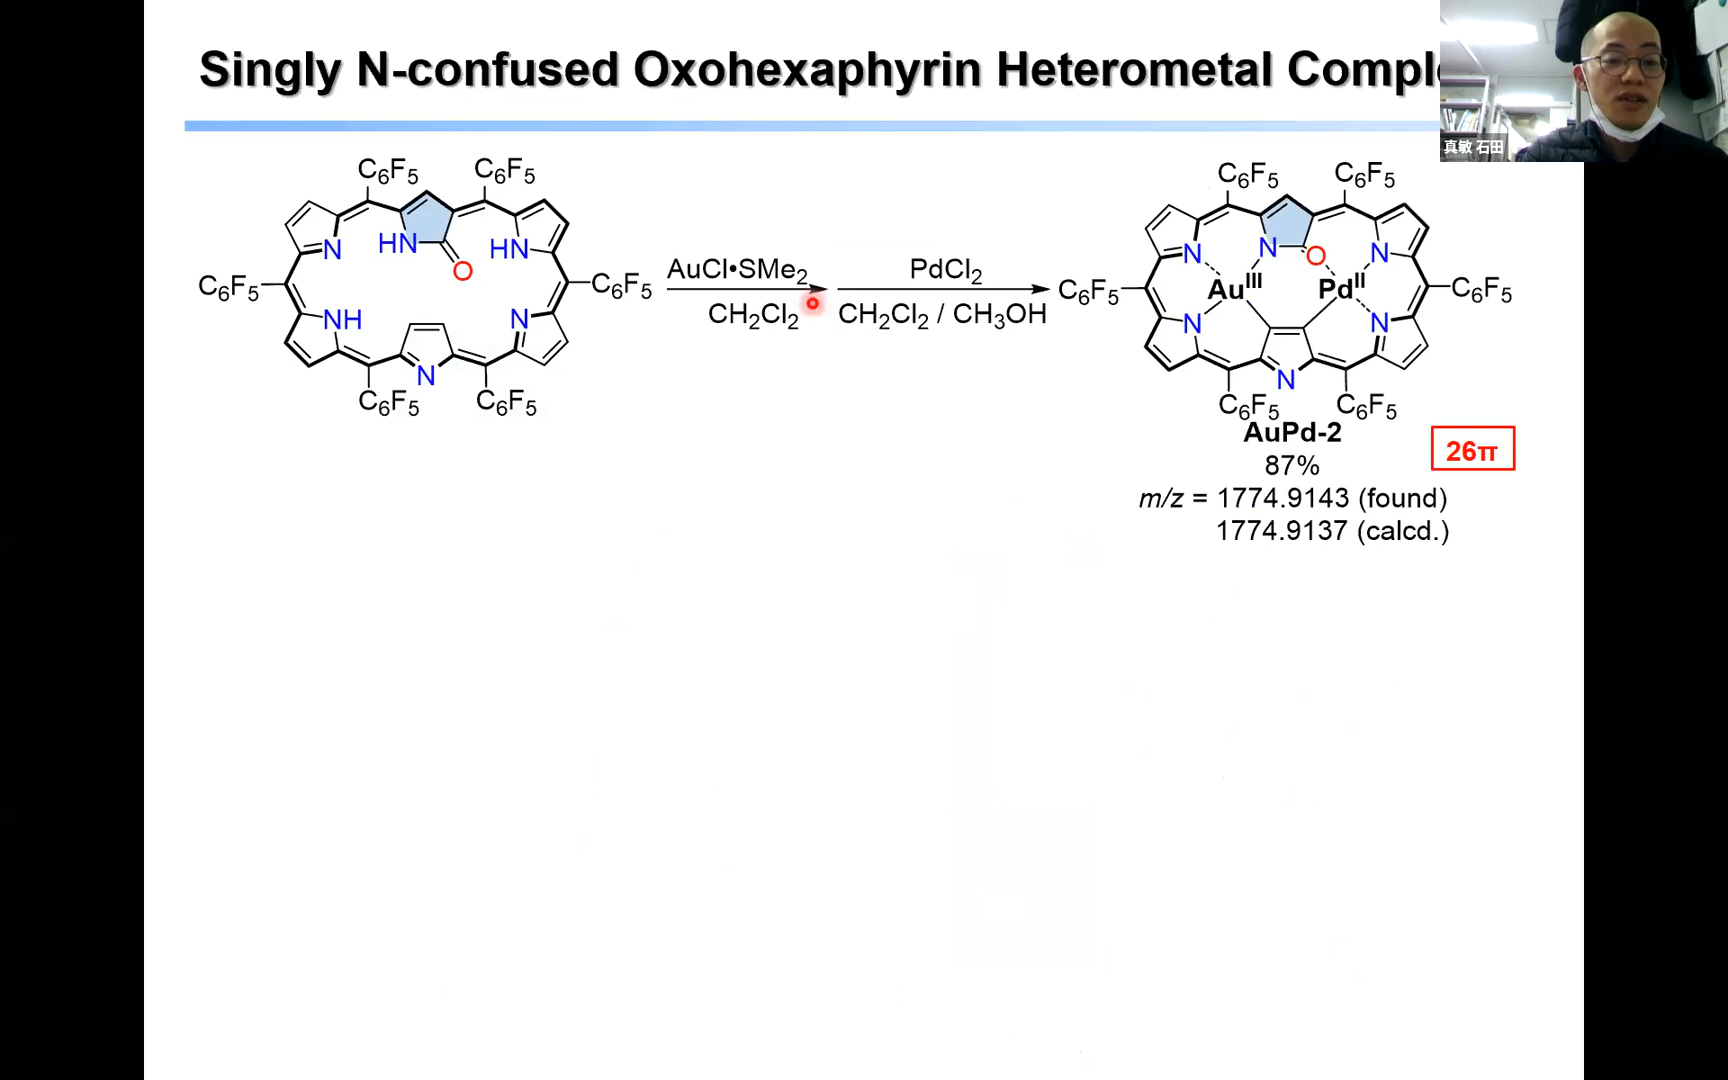 Singly N-confused Oxohexaphyrin Heterometal Comple
真敏 石田
C6F5 C6F5
N HN O HN
C6F5 C6F5
NH N
N
C6F5 C6F5
AuCl•SMe2
CH2Cl2
PdCl2
CH2Cl2 / CH3OH
C6F5 C6F5
N N O N
C6F5 AuIII PdII C6F5
N N
N
C6F5 C6F5
AuPd-2
87%
26π
m/z = 1774.9143 (found)
1774.9137 (calcd.)